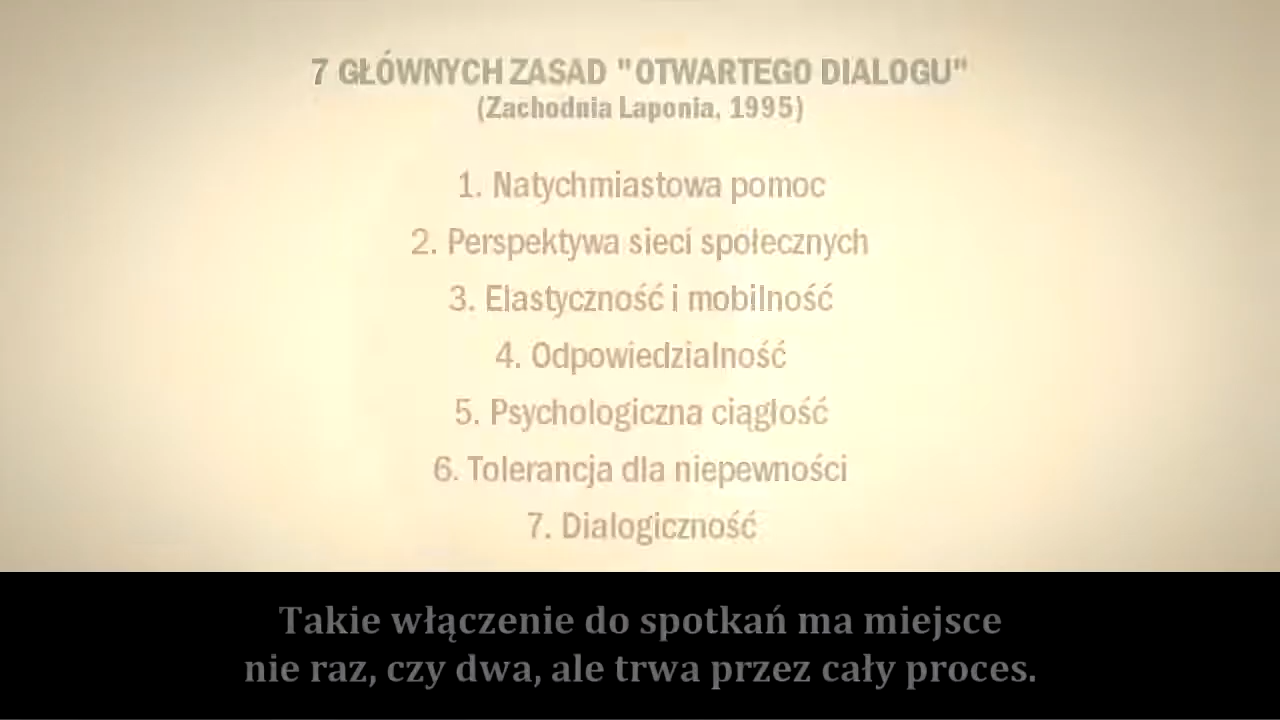 7 GŁÓWNYCH ZASAD "OTWARTEGO DIALOGU"
(Zachodnia Laponia, 1995)
1. Natychmiastowa pomoc
2. Perspektywa sieci społecznych
3. Elastyczność i mobilność
4. Odpowiedzialność
5. Psychologiczna ciągłość
6. Tolerancja dla niepewności
7. Dialogiczność
Takie włączenie do spotkań ma miejsce
nie raz, czy dwa, ale trwa przez cały proces.